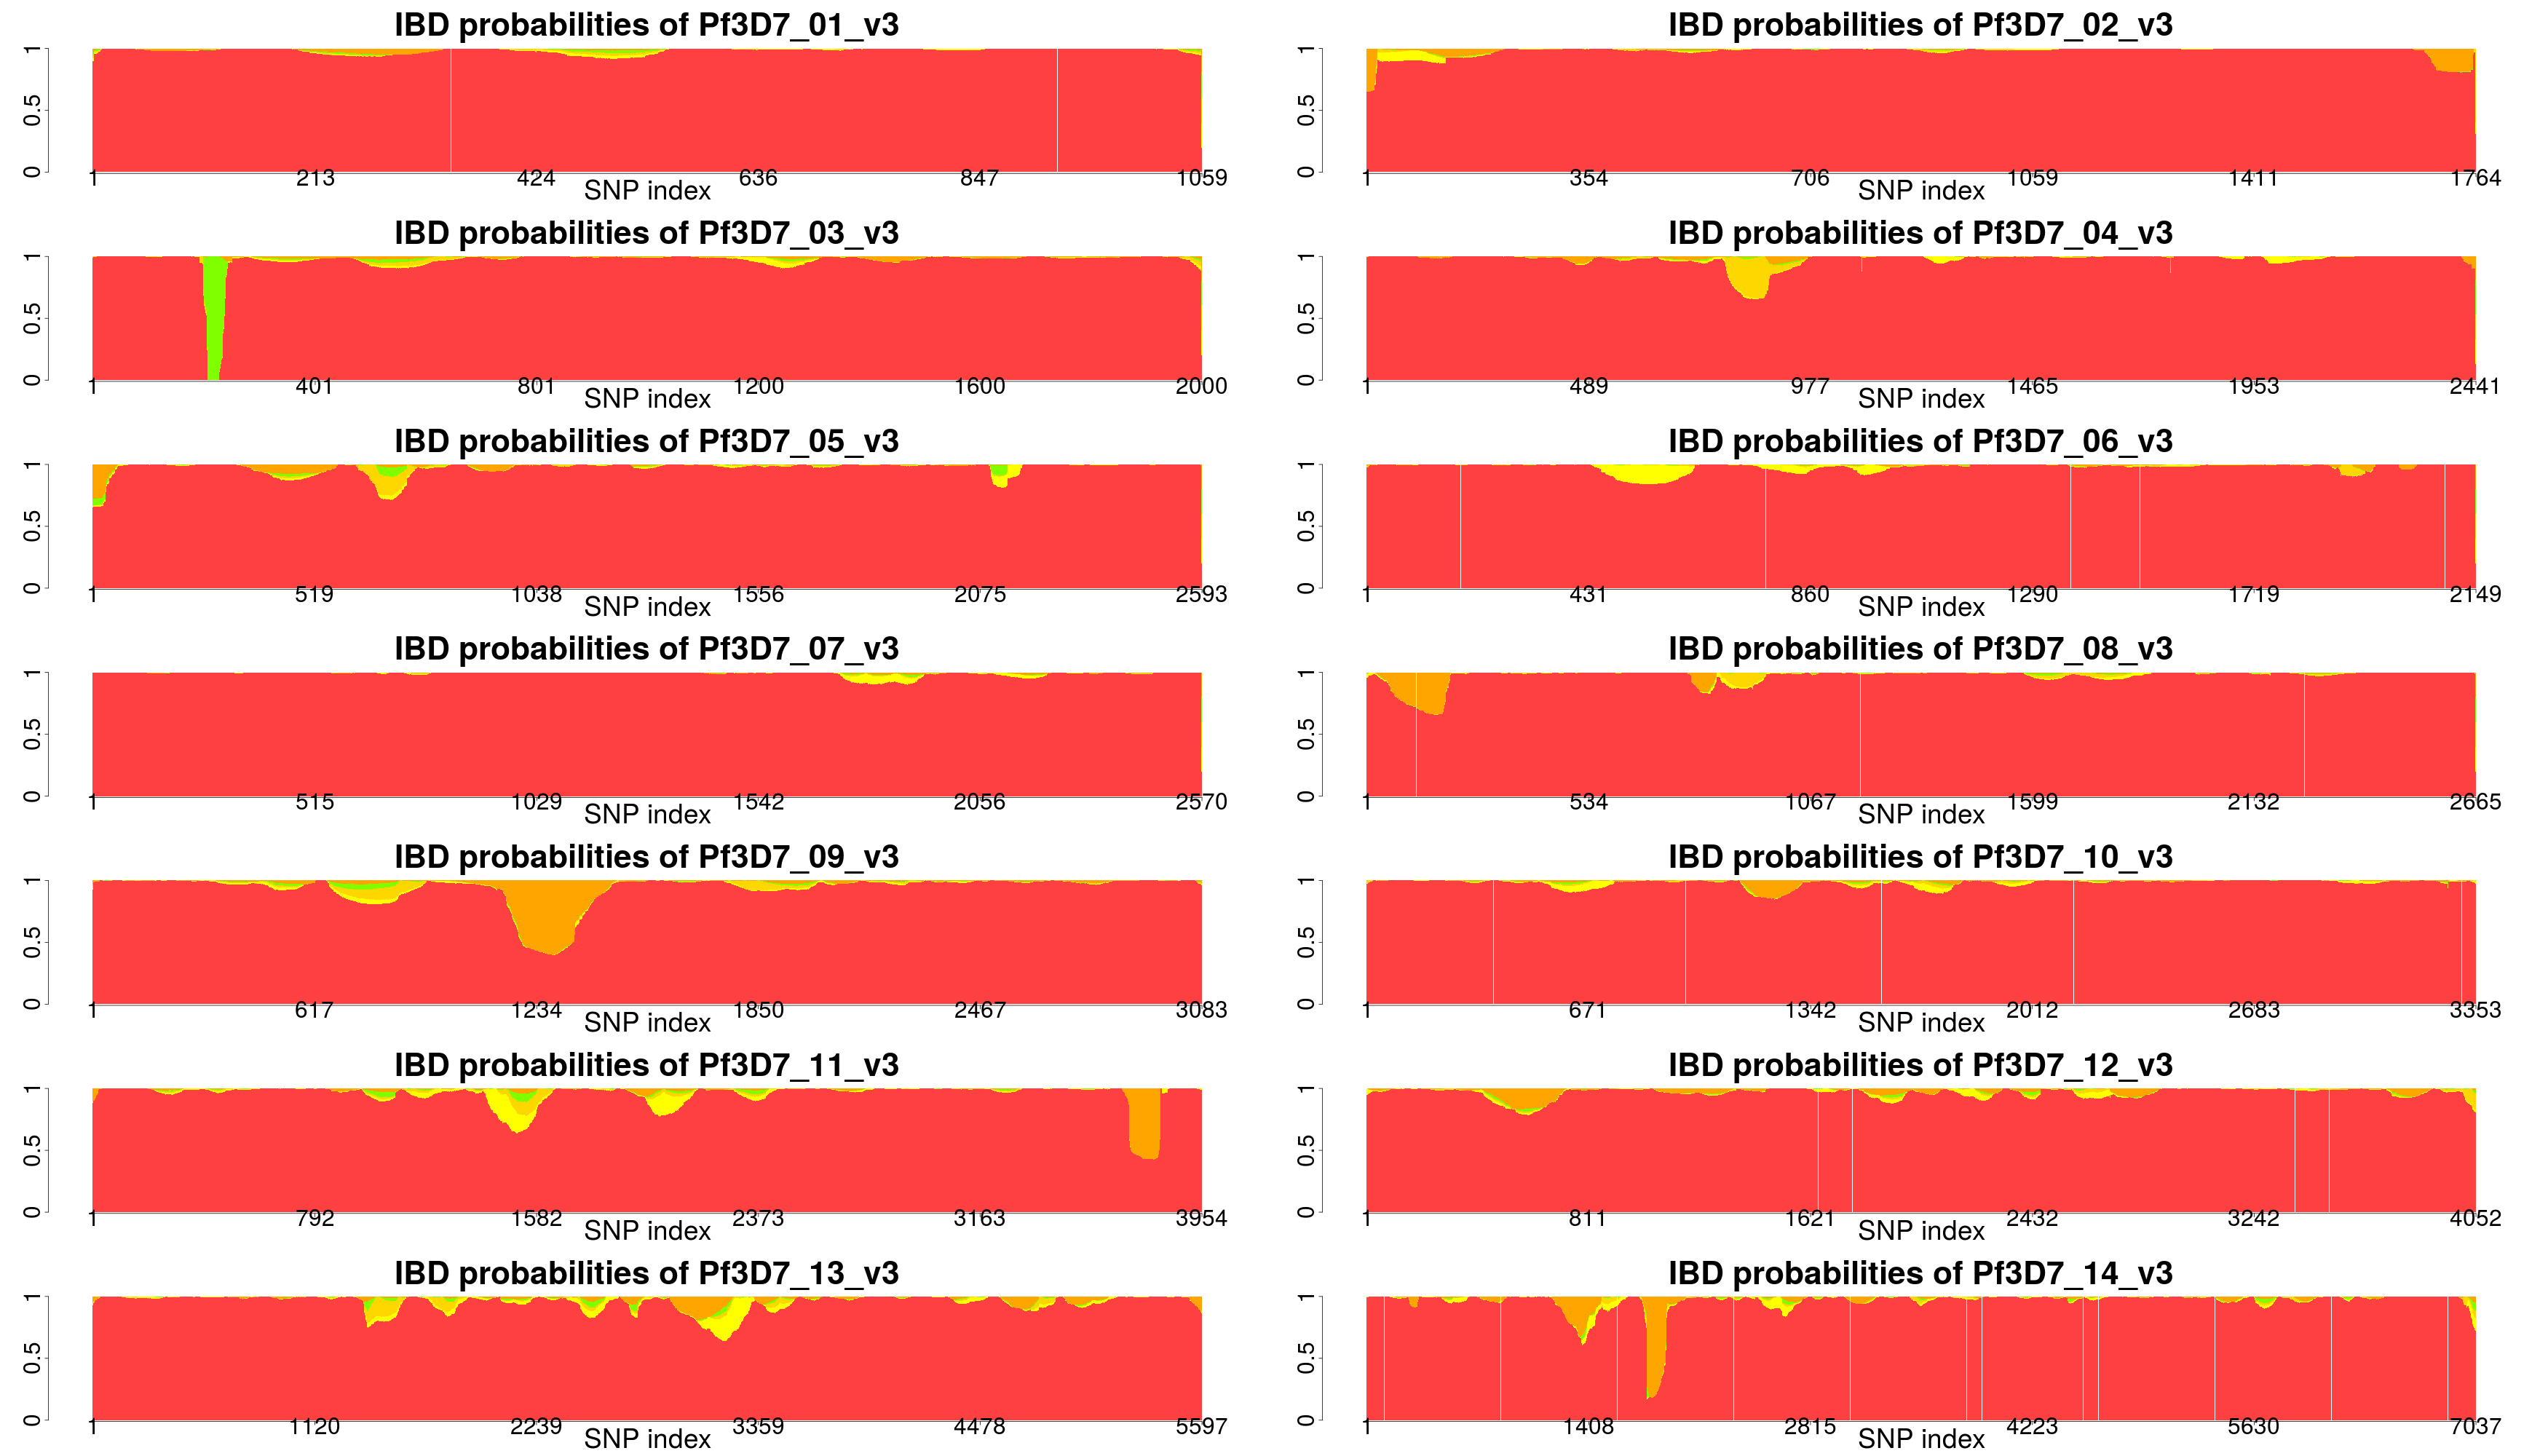 IBD probabilities of Pf3D7_01_v3
0 0.5 1
1 213 424 636 847 1059
SNP index
IBD probabilities of Pf3D7_02_v3
0 0.5 1
1 354 706 1059 1411 1764
SNP index
IBD probabilities of Pf3D7_03_v3
0 0.5 1
1 401 801 1200 1600 2000
SNP index
IBD probabilities of Pf3D7_04_v3
0 0.5 1
1 489 977 1465 1953 2441
SNP index
IBD probabilities of Pf3D7_05_v3
0 0.5 1
1 519 1038 1556 2075 2593
SNP index
IBD probabilities of Pf3D7_06_v3
0 0.5 1
1 431 860 1290 1719 2149
SNP index
IBD probabilities of Pf3D7_07_v3
0 0.5 1
1 515 1029 1542 2056 2570
SNP index
IBD probabilities of Pf3D7_08_v3
0 0.5 1
1 534 1067 1599 2132 2665
SNP index
IBD probabilities of Pf3D7_09_v3
0 0.5 1
1 617 1234 1850 2467 3083
SNP index
IBD probabilities of Pf3D7_10_v3
0 0.5 1
1 671 1342 2012 2683 3353
SNP index
IBD probabilities of Pf3D7_11_v3
0 0.5 1
1 792 1582 2373 3163 3954
SNP index
IBD probabilities of Pf3D7_12_v3
0 0.5 1
1 811 1621 2432 3242 4052
SNP index
IBD probabilities of Pf3D7_13_v3
0 0.5 1
1 1120 2239 3359 4478 5597
SNP index
IBD probabilities of Pf3D7_14_v3
0 0.5 1
1 1408 2815 4223 5630 7037
SNP index